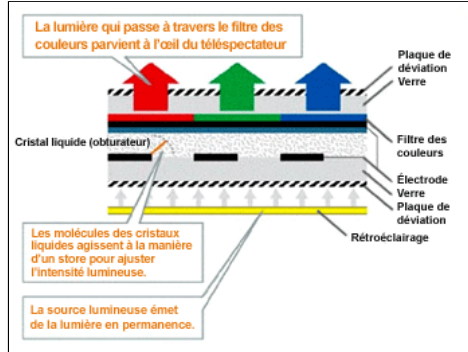 La lumière qui passe à travers le filtre des
couleurs parvient à l'œil du téléspectateur
Plaque de
déviation
Verre
Cristal liquide (obturateur)
Filtre des
couleurs
Électrode
Verre
Plaque de
déviation
Rétroéclairage
Les molécules des cristaux
liquides agissent à la manière
d'un store pour ajuster
l'intensité lumineuse.
La source lumineuse émet
de la lumière en permanence.